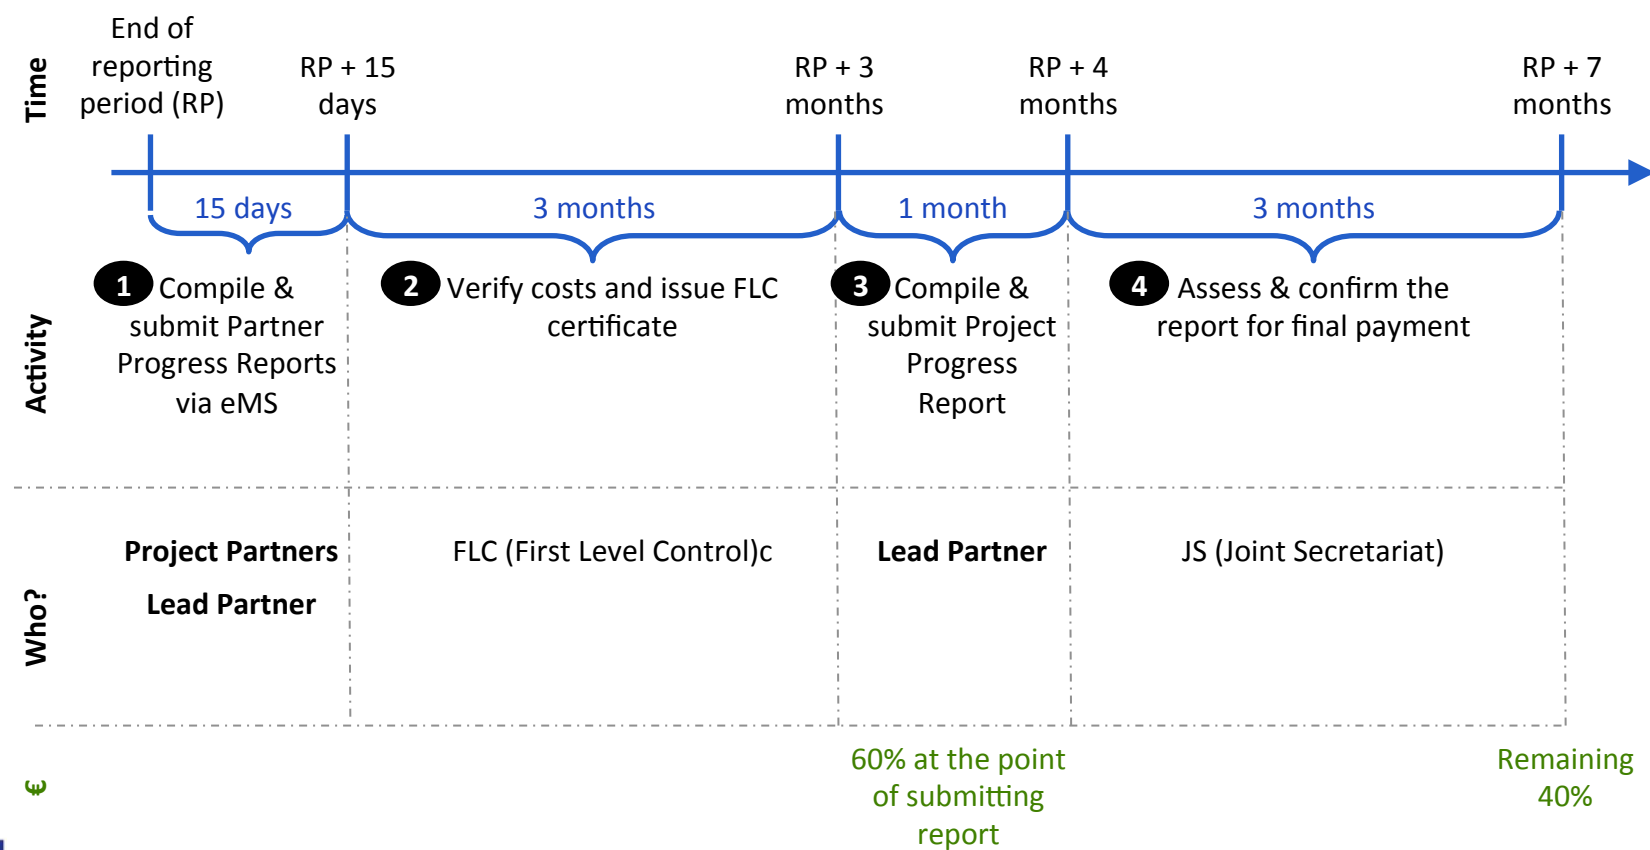 Time
End of
reporting
period (RP)
RP + 15
days
RP + 3
months
RP + 4
months
RP + 7
months
15 days
3 months
1 month
3 months
Activity
1 Compile &
submit Partner
Progress Reports
via eMS
2 Verify costs and issue FLC
certificate
3 Compile &
submit Project
Progress
Report
4 Assess & confirm the
report for final payment
Who?
Project Partners
Lead Partner
FLC (First Level Control)c
Lead Partner
JS (Joint Secretariat)
€
60% at the point
of submitting
report
Remaining
40%